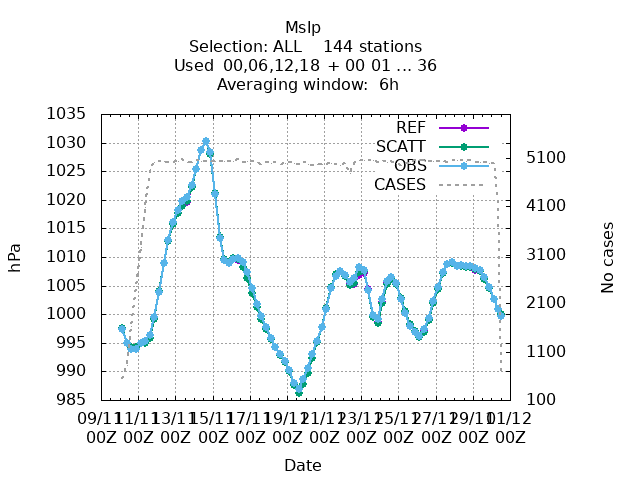 Mslp
Selection: ALL    144 stations
Used 00,06,12,18 + 00 01 ... 36
Averaging window:  6h
1035
1030
1025
1020
1015
1010
1005
1000
995
990
985
hPa
REF
SCATT
OBS
CASES
5100
4100
3100
2100
1100
100
No cases
09/11 11/11 13/11 15/11 17/11 19/11 21/11 23/11 25/11 27/11 29/11 01/12
00Z 00Z 00Z 00Z 00Z 00Z 00Z 00Z 00Z 00Z 00Z 00Z
Date